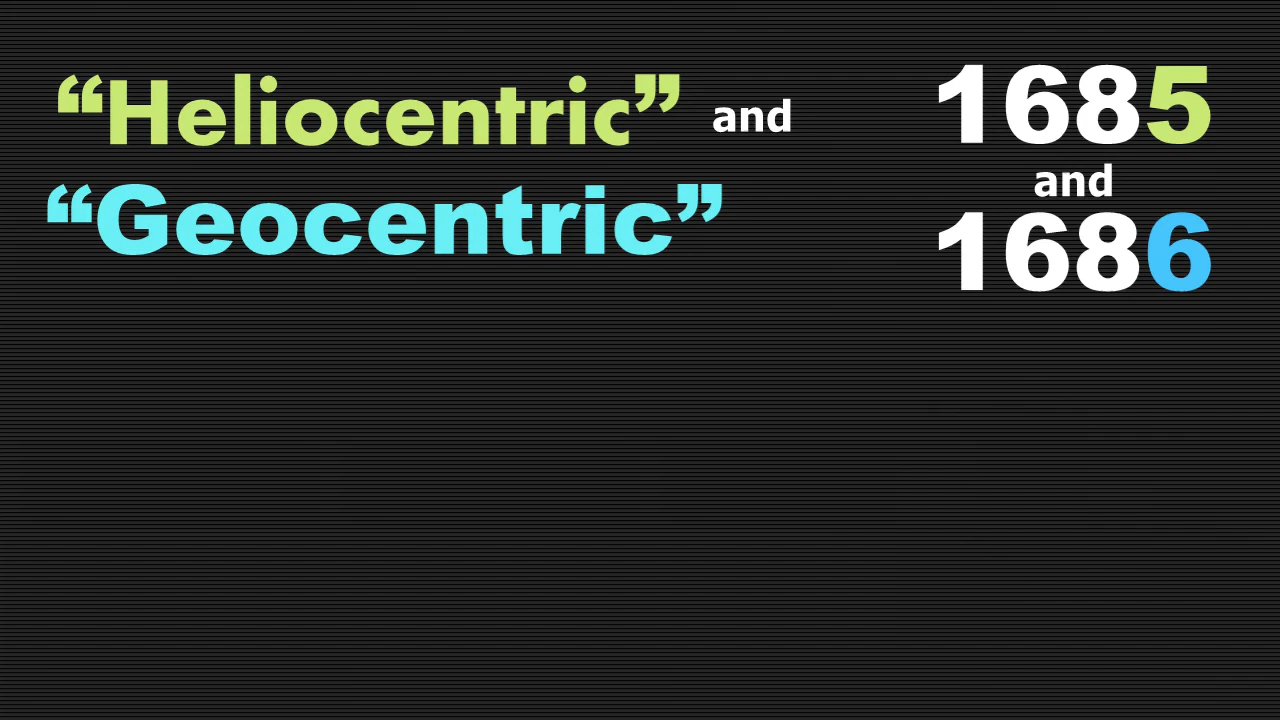 “Heliocentric” and
“Geocentric”
1685
and
1686